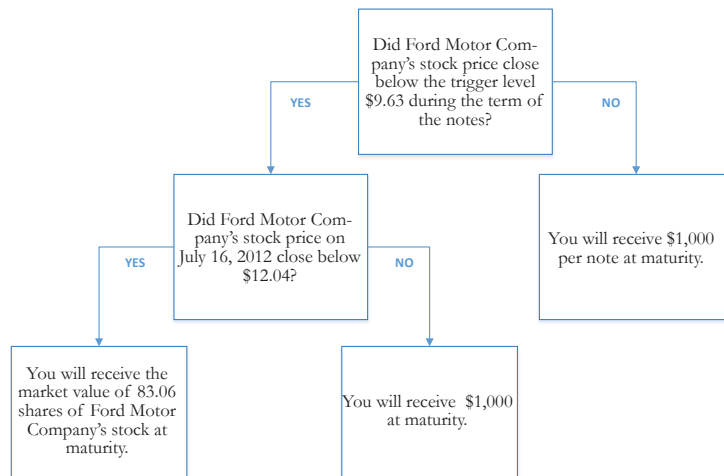 Did Ford Motor Com-
pany's stock price close
below the trigger level
$9.63 during the term of
the notes?
YES
NO
Did Ford Motor Com-
pany's stock price on
July 16, 2012 close below
$12.04?
You will receive $1,000
per note at maturity.
YES
NO
You will receive the
market value of 83.06
shares of Ford Motor
Company's stock at
maturity.
You will receive $1,000
at maturity.